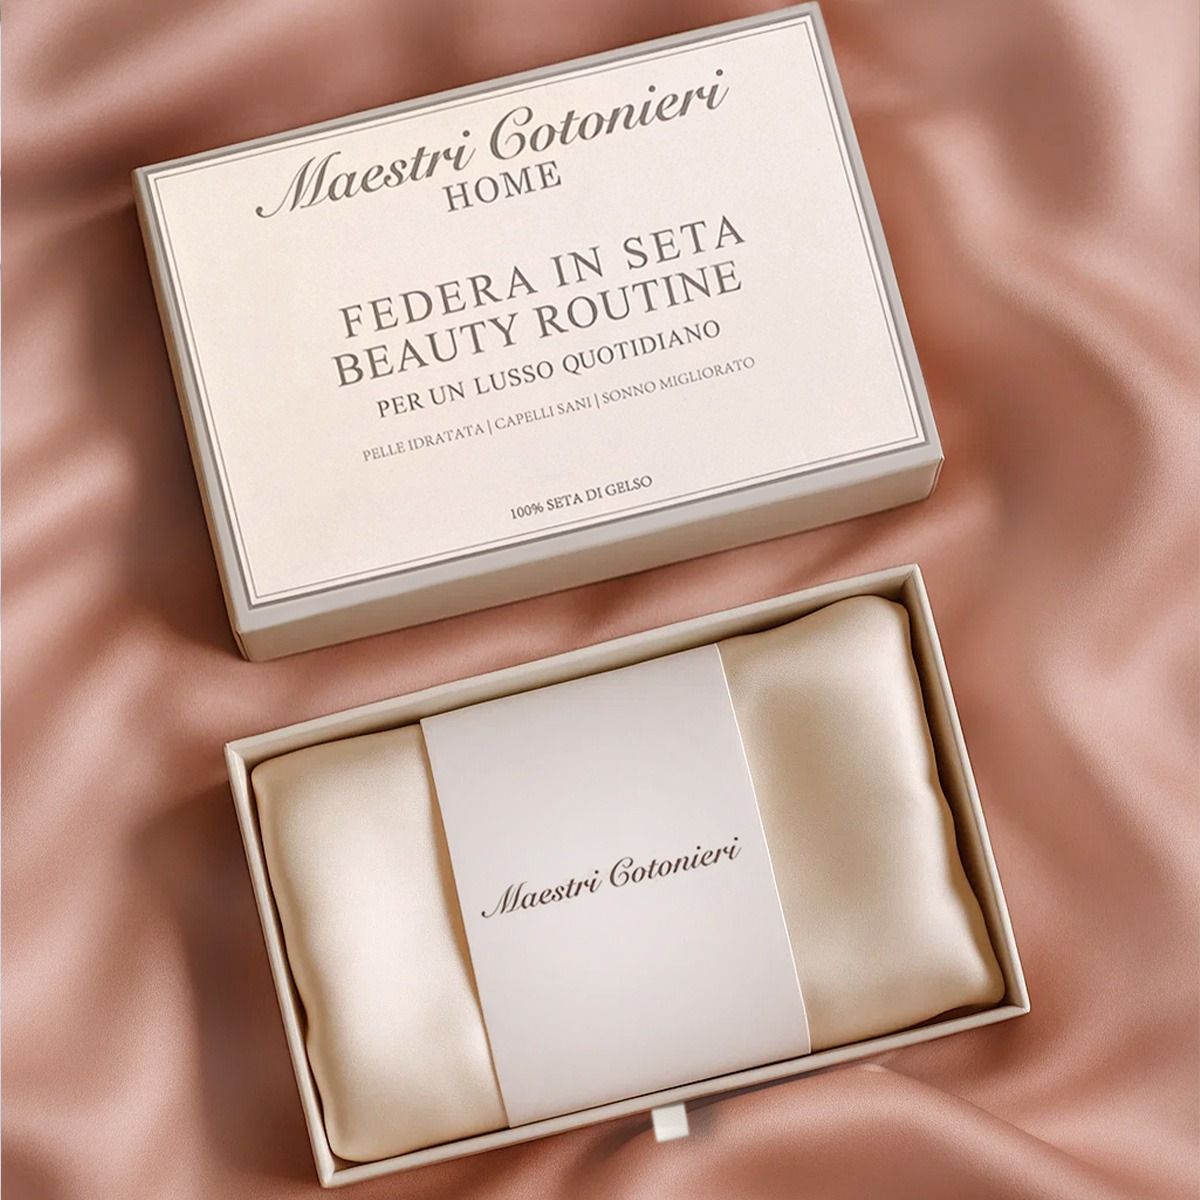 Maestri Cotonieri
HOME
FEDERA IN SETA
BEAUTY ROUTINE
PER UN LUSSO QUOTIDIANO
PELLE IDRATATA | CAPELLI SANI | SONNO MIGLIORATO
100% SETA DI GELSO
Maestri Cotonieri